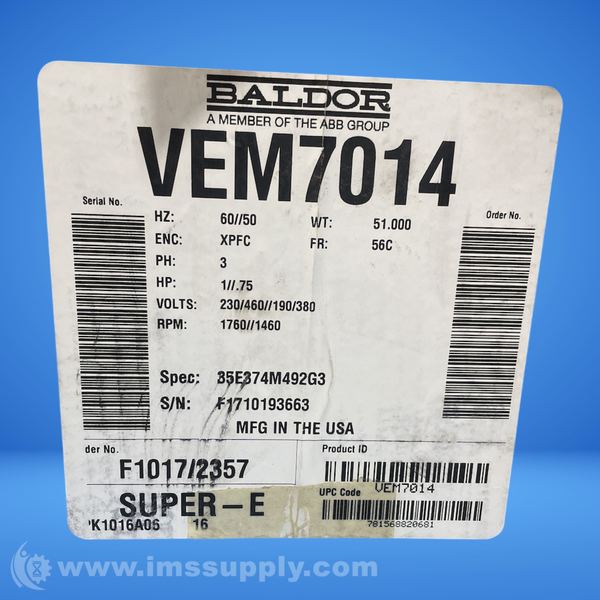 BALDOR
A MEMBER OF THE ABB GROUP
VEM7014
Serial No.
Order No.
HZ: 60//50 WT: 51.000
ENC: XPFC FR: 56C
PH: 3
HP: 1//.75
VOLTS: 230/460//190/380
RPM: 1760//1460
Spec: 35E374M492G3
S/N: F1710193663
MFG IN THE USA
der No.
Product ID
F1017/2357
VEM7014
UPC Code
SUPER-E
781568820681
K1016A05 16
www.imssupply.com